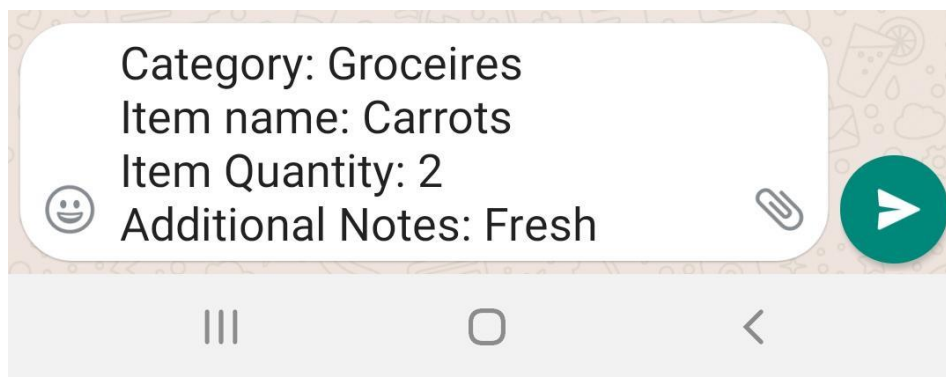 Category: Groceires
Item name: Carrots
Item Quantity: 2
Additional Notes: Fresh